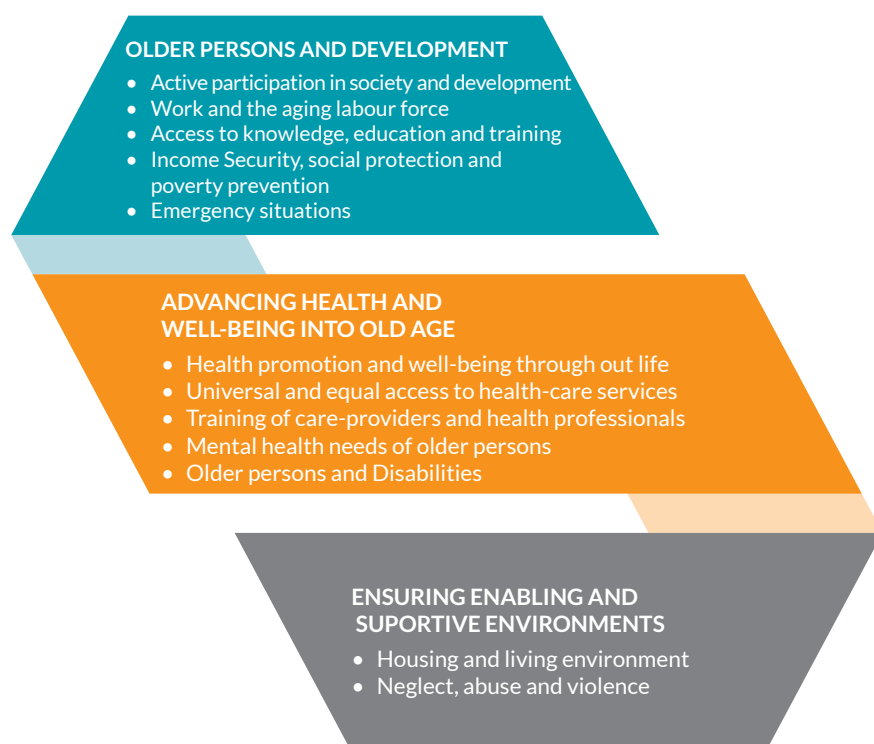 OLDER PERSONS AND DEVELOPMENT
• Active participation in society and development
• Work and the aging labour force
• Access to knowledge, education and training
• Income Security, social protection and
poverty prevention
• Emergency situations
ADVANCING HEALTH AND
WELL-BEING INTO OLD AGE
• Health promotion and well-being through out life
• Universal and equal access to health-care services
• Training of care-providers and health professionals
• Mental health needs of older persons
• Older persons and Disabilities
ENSURING ENABLING AND
SUPORTIVE ENVIRONMENTS
• Housing and living environment
• Neglect, abuse and violence